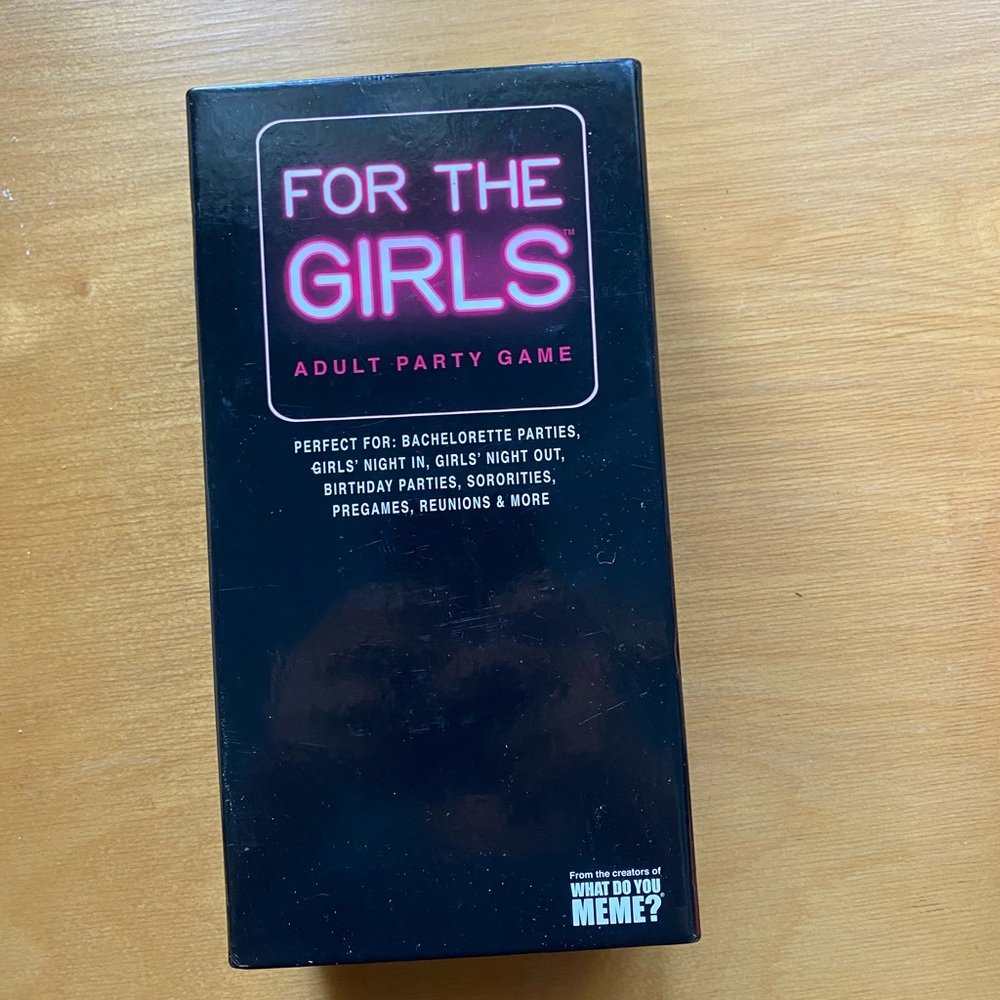 FOR THE
GIRLS™
ADULT PARTY GAME
PERFECT FOR: BACHELORETTE PARTIES,
GIRLS' NIGHT IN, GIRLS' NIGHT OUT,
BIRTHDAY PARTIES, SORORITIES,
PREGAMES, REUNIONS & MORE
From the creators of
WHAT DO YOU
MEME?®